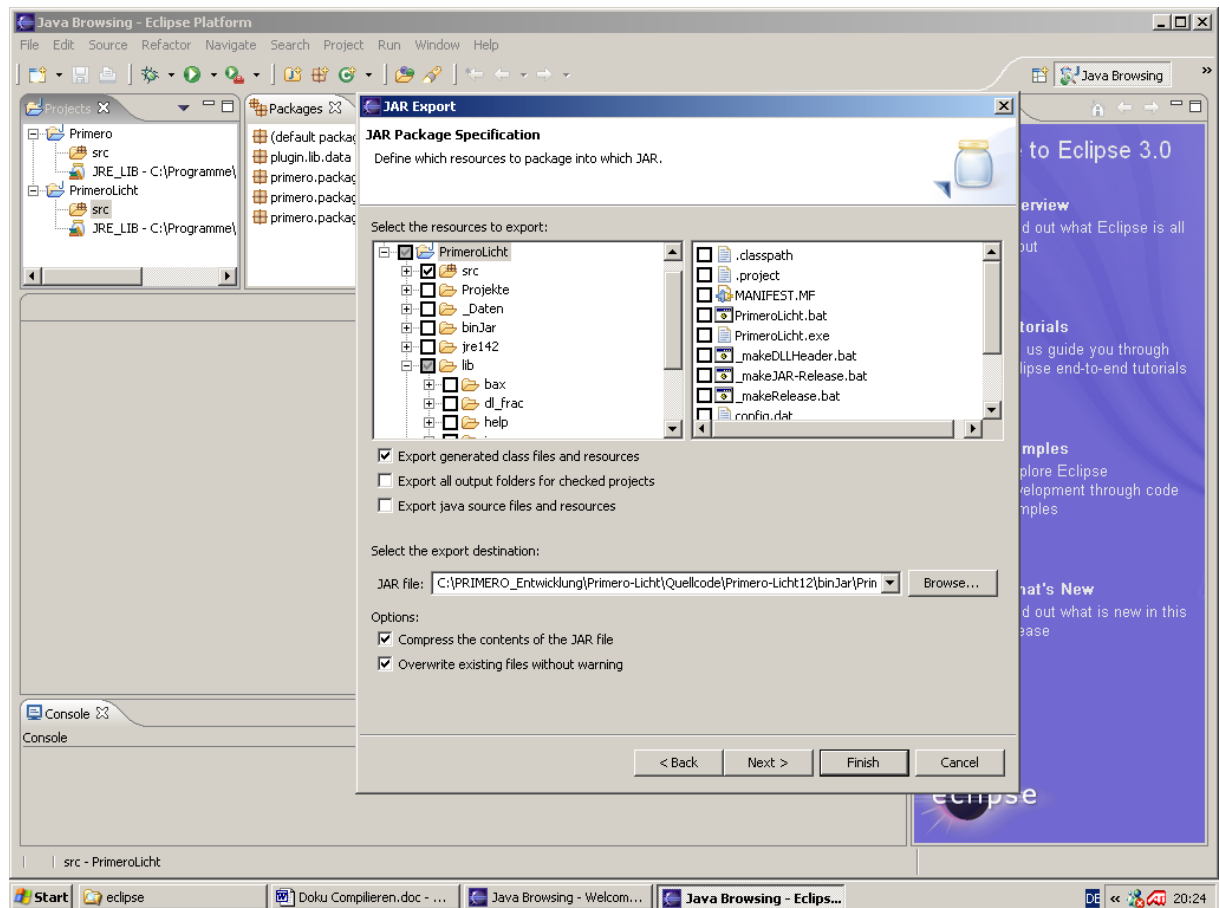 Java Browsing - Eclipse Platform
File Edit Source Refactor Navigate Search Project Run Window Help
Java Browsing
»
Projects
Primero
src
JRE_LIB - C:\Programme\
PrimeroLicht
src
JRE_LIB - C:\Programme\
Packages
(default packag
plugin.lib.data
primero.packag
primero.packag
primero.packag
JAR Export
JAR Package Specification
Define which resources to package into which JAR.
Select the resources to export:
PrimeroLicht
src
Projekte
_Daten
binJar
jre142
lib
bax
dl_frac
help
.classpath
.project
MANIFEST.MF
PrimeroLicht.bat
PrimeroLicht.exe
_makeDLLHeader.bat
_makeJAR-Release.bat
_makeRelease.bat
config.dat
Export generated class files and resources
Export all output folders for checked projects
Export java source files and resources
Select the export destination:
JAR file: C:\PRIMERO_Entwicklung\Primero-Licht\Quellcode\Primero-Licht12\binJar\Prin Browse...
Options:
Compress the contents of the JAR file
Overwrite existing files without warning
< Back Next > Finish Cancel
to Eclipse 3.0
erview
d out what Eclipse is all
out
torials
us guide you through
lipse end-to-end tutorials
mples
plore Eclipse
velopment through code
mples
at's New
d out what is new in this
ease
eclipse
Console
Console
src - PrimeroLicht
Start eclipse Doku Compilieren.doc - ... Java Browsing - Welcom... Java Browsing - Eclips... DE « 20:24